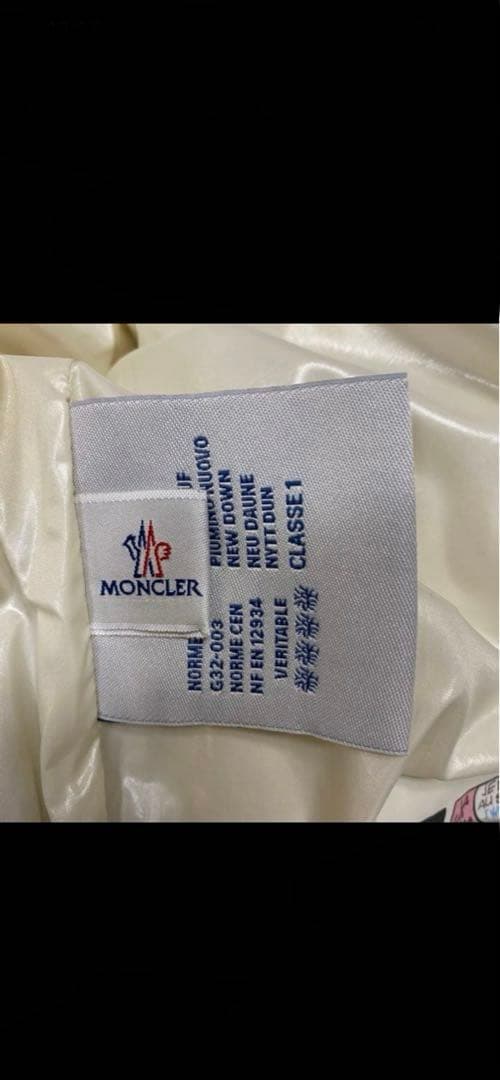 MONCLER
NORME
G32-003 PIUMINO NUOVO
NORME CEN NEW DOWN
NF EN 12934 NEU DAUNE
VERITABLE NVTT DUN
CLASSE 1